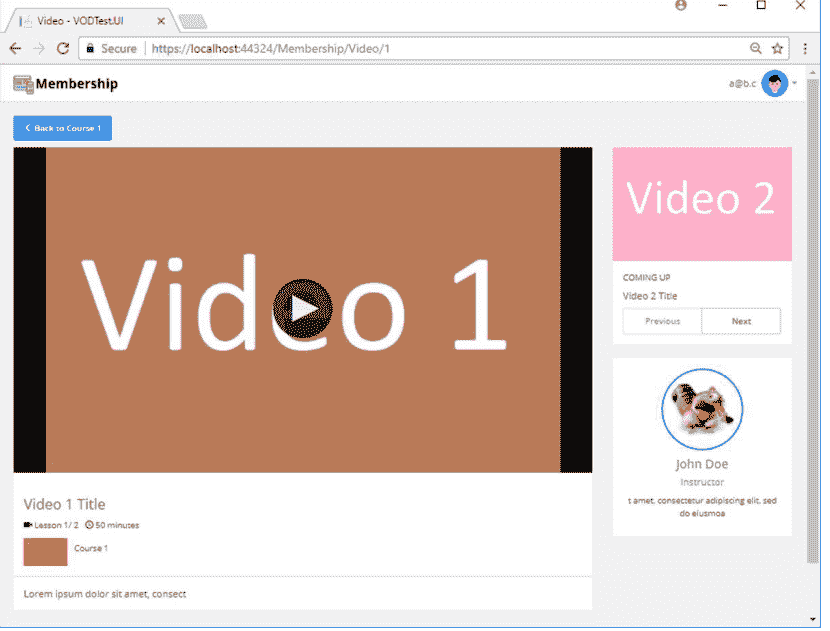 Video - VODTest.UI
Secure https://localhost:44324/Membership/Video/1
Membership
a@b.c
Back to Course 1
Video 1
Video 2
COMING UP
Video 2 Title
Previous Next
John Doe
Instructor
t amet, consectetur adipiscing elit, sed
do eiusmoa
Video 1 Title
Lesson 1/ 2 50 minutes
Course 1
Lorem ipsum dolor sit amet, consect